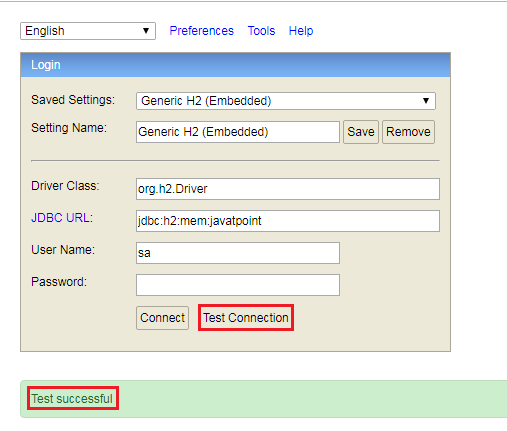 English Preferences Tools Help
Login
Saved Settings: Generic H2 (Embedded)
Setting Name: Generic H2 (Embedded) Save Remove
Driver Class: org.h2.Driver
JDBC URL: jdbc:h2:mem:javatpoint
User Name: sa
Password:
Connect Test Connection
Test successful